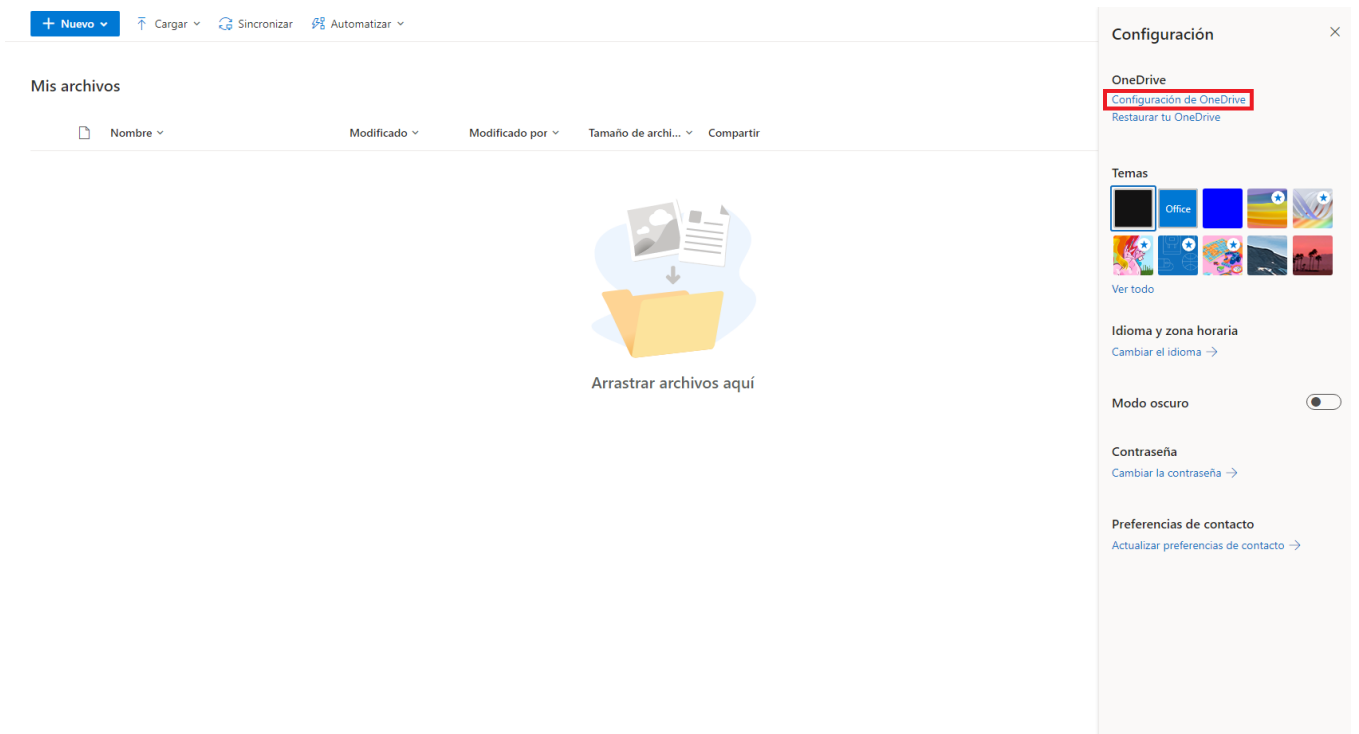 Nuevo Cargar Sincronizar Automatizar
Mis archivos
Nombre Modificado Modificado por Tamaño de archi... Compartir
Arrastrar archivos aquí
Configuración
OneDrive
Configuración de OneDrive
Restaurar tu OneDrive
Temas
Office
Ver todo
Idioma y zona horaria
Cambiar el idioma
Modo oscuro
Contraseña
Cambiar la contraseña
Preferencias de contacto
Actualizar preferencias de contacto